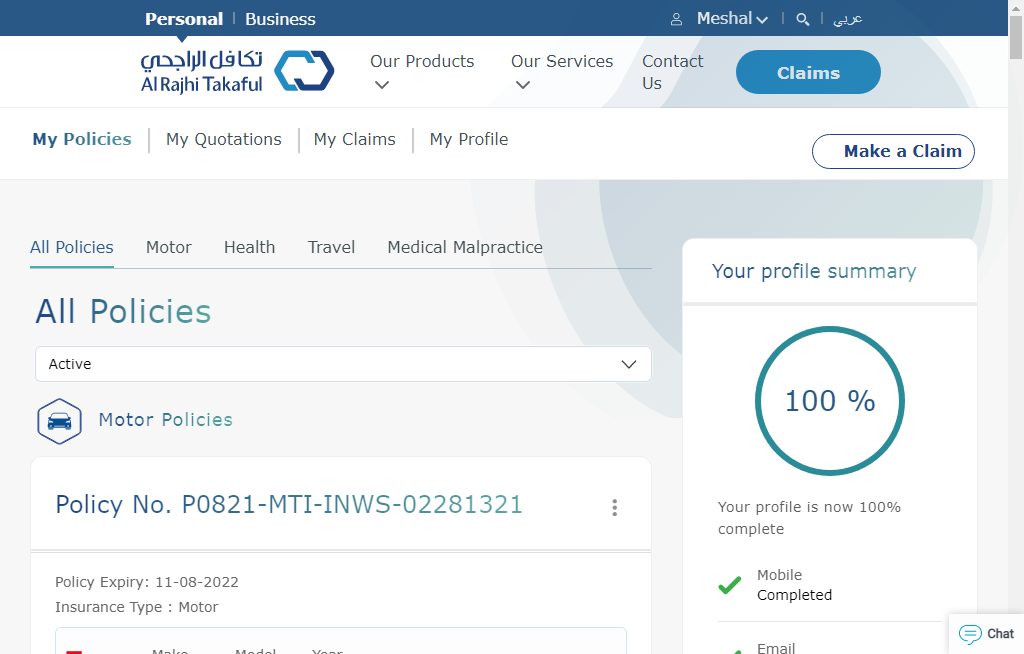 Personal Business
Meshal
عربي
تكافل الراجحي
Al Rajhi Takaful
Our Products
Our Services
Contact
Us
Claims
My Policies
My Quotations
My Claims
My Profile
Make a Claim
All Policies
Motor
Health
Travel
Medical Malpractice
All Policies
Active
Motor Policies
Policy No. P0821-MTI-INWS-02281321
Policy Expiry: 11-08-2022
Insurance Type : Motor
Make Model Year
Your profile summary
100 %
Your profile is now 100%
complete
Mobile
Completed
Email
Chat